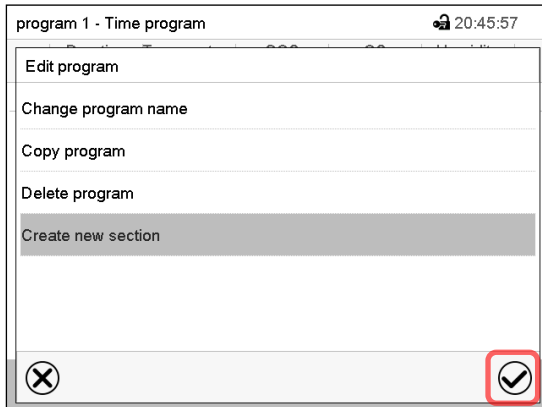 program 1 - Time program 20:45:57
Edit program
Change program name
Copy program
Delete program
Create new section